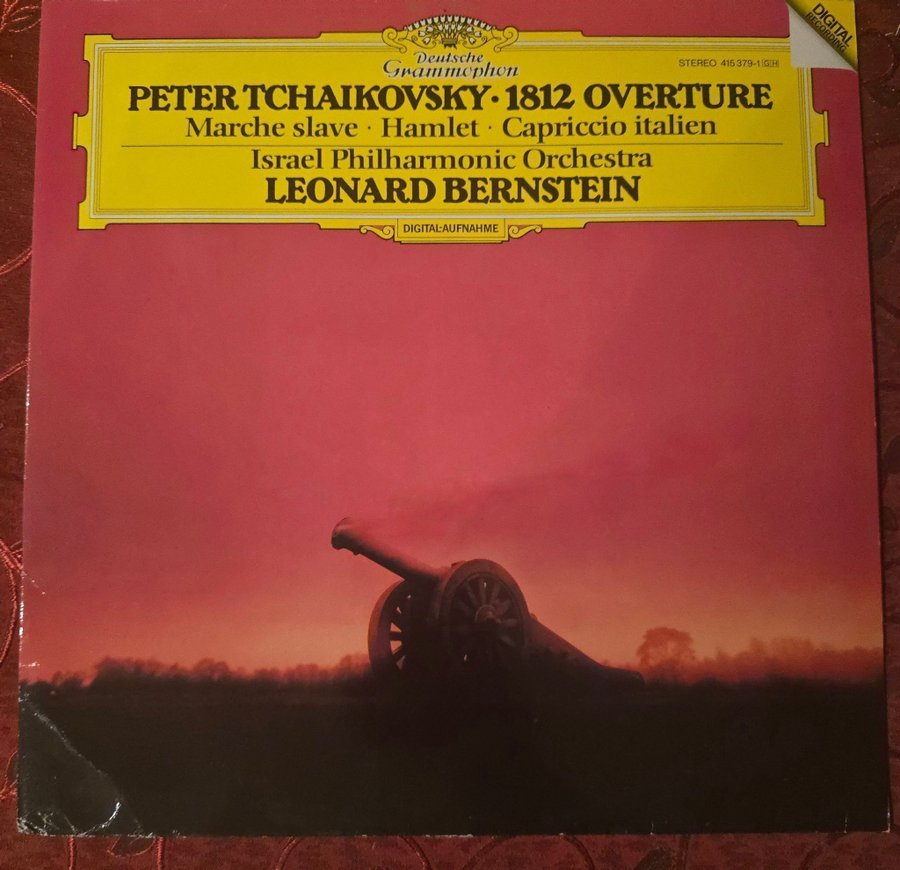 DIGITAL
RECORDING
Deutsche
Grammophon
STEREO 415 379-1 GH
PETER TCHAIKOVSKY · 1812 OVERTURE
Marche slave · Hamlet · Capriccio italien
Israel Philharmonic Orchestra
LEONARD BERNSTEIN
DIGITAL-AUFNAHME